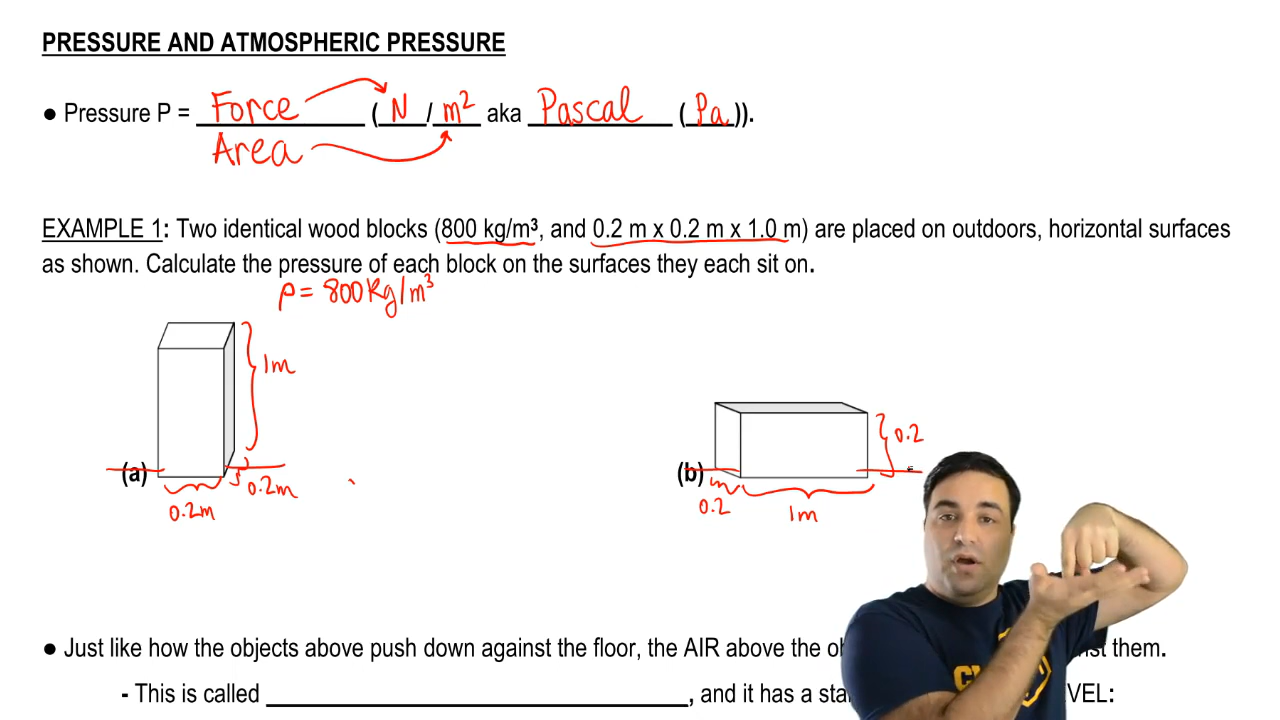 PRESSURE AND ATMOSPHERIC PRESSURE
● Pressure P = Force (N/m² aka Pascal (Pa)).
Area
EXAMPLE 1: Two identical wood blocks (800 kg/m³, and 0.2 m x 0.2 m x 1.0 m) are placed on outdoors, horizontal surfaces
as shown. Calculate the pressure of each block on the surfaces they each sit on.
ρ = 800 Kg/m³
1m
0.2
(a)
0.2m
0.2m
(b)
0.2
1m
● Just like how the objects above push down against the floor, the AIR above the them.
- This is called ____, and it has a